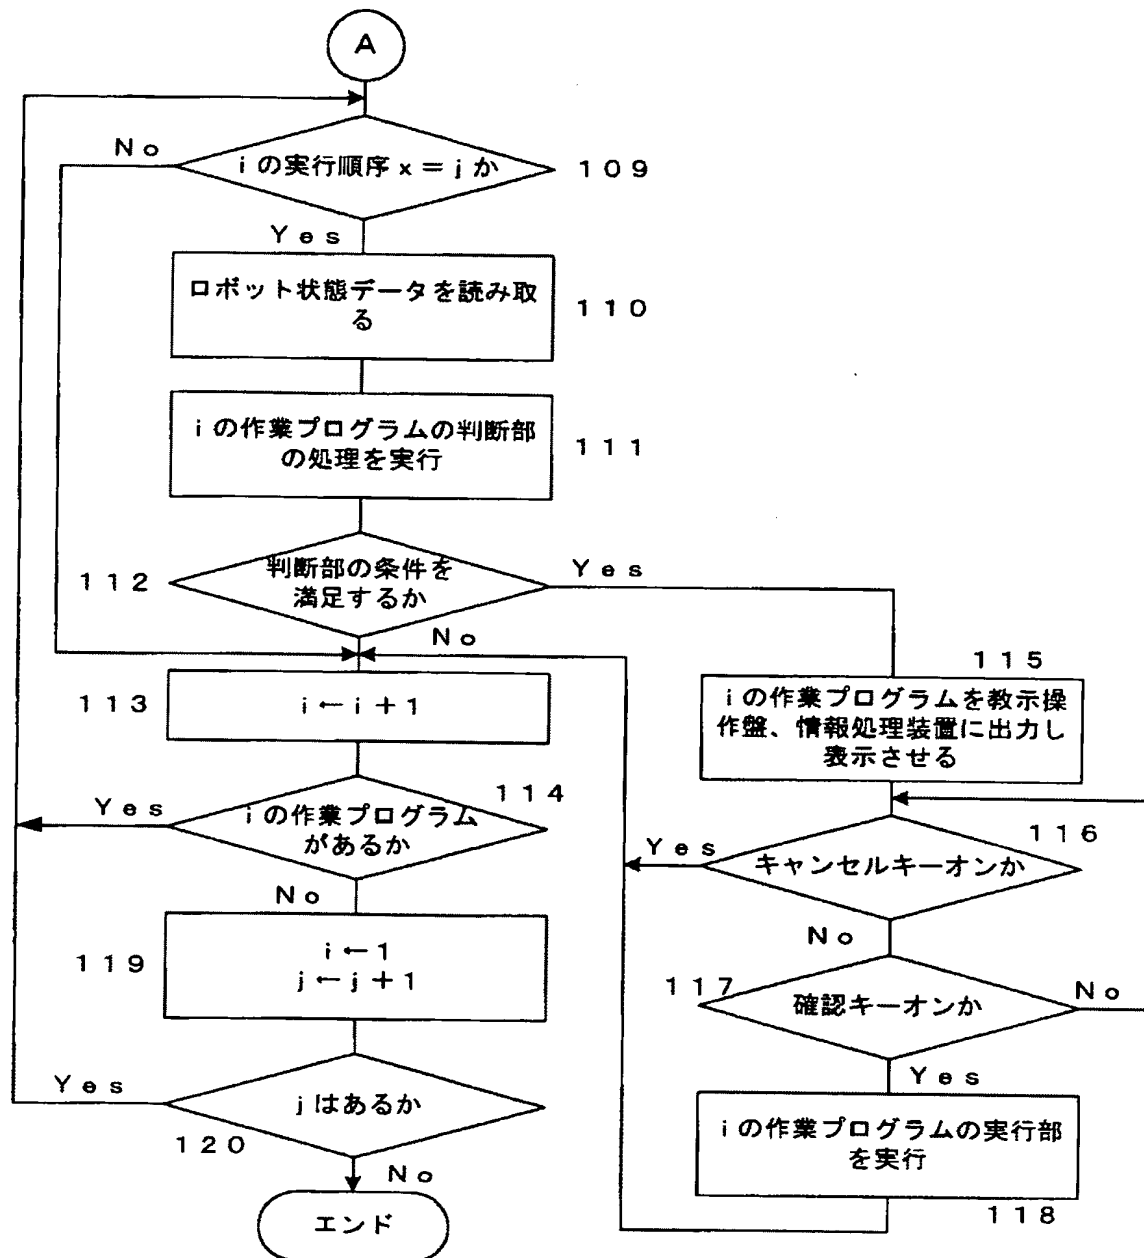 A
No
iの実行順序x=jか
109
Yes
ロボット状態データを読み取
る
110
iの作業プログラムの判断部
の処理を実行
111
112
判断部の条件を
満足するか
Yes
No
113
i←i+1
115
iの作業プログラムを教示操
作盤、情報処理装置に出力し
表示させる
Yes
iの作業プログラム
があるか
114
No
Yes
キャンセルキーオンか
116
No
119
i←1
j←j+1
117
確認キーオンか
No
Yes
Yes
jはあるか
120
No
iの作業プログラムの実行部
を実行
118
エンド